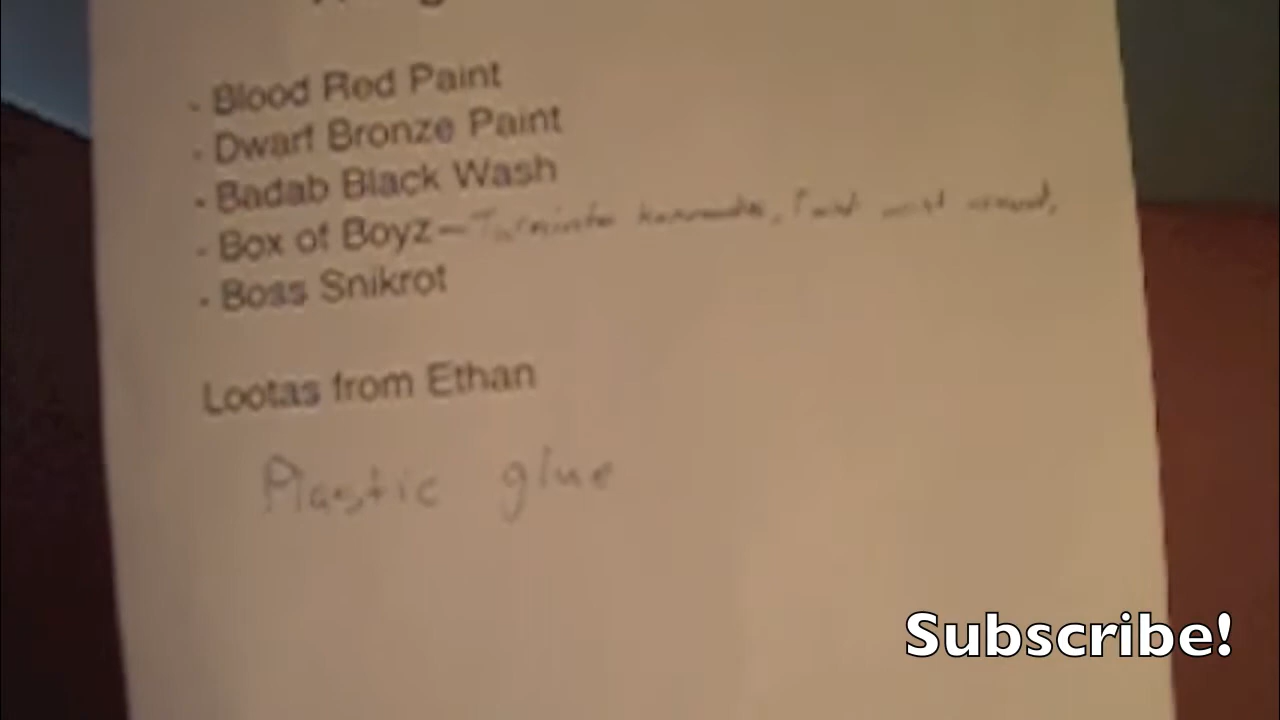 - Blood Red Paint
- Dwarf Bronze Paint
- Badab Black Wash
- Box of Boyz –
- Boss Snikrot
Lootas from Ethan
Plastic glue
Subscribe!